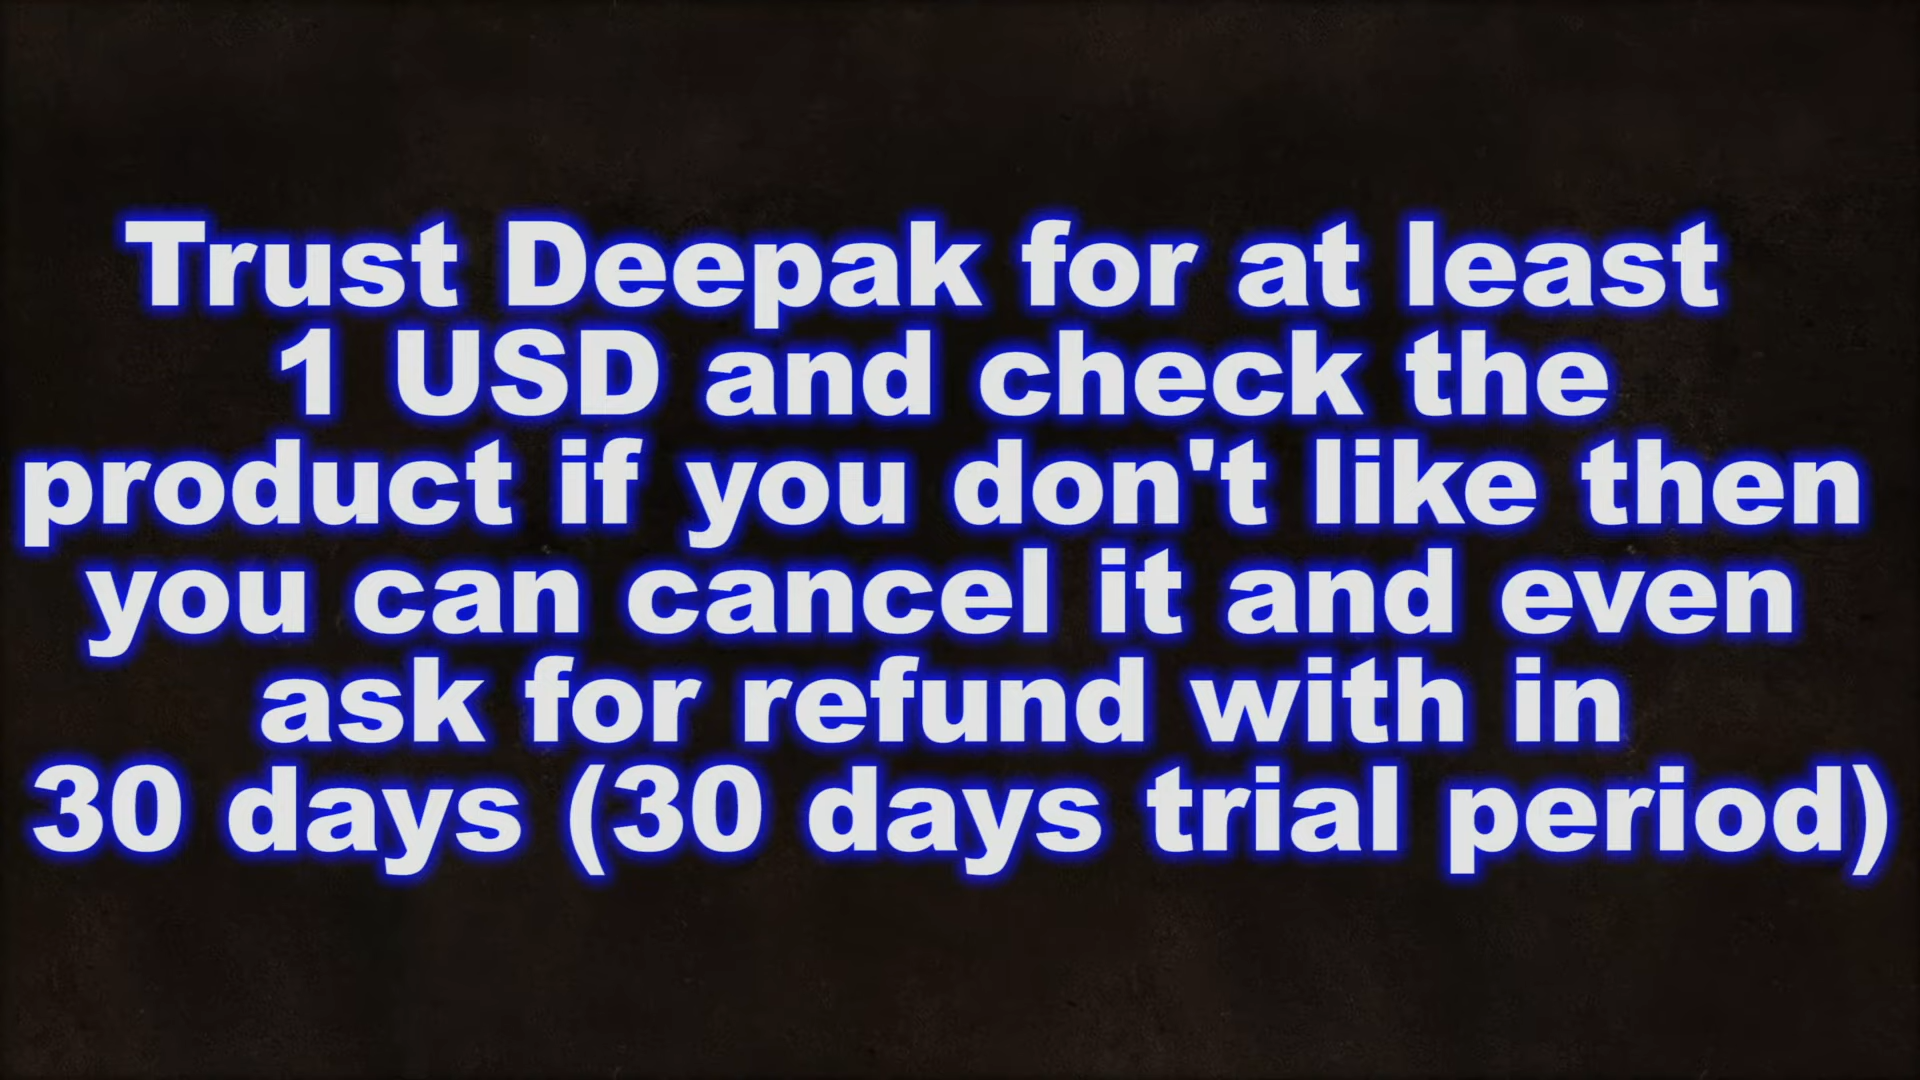 Trust Deepak for at least
1 USD and check the
product if you don't like then
you can cancel it and even
ask for refund with in
30 days (30 days trial period)